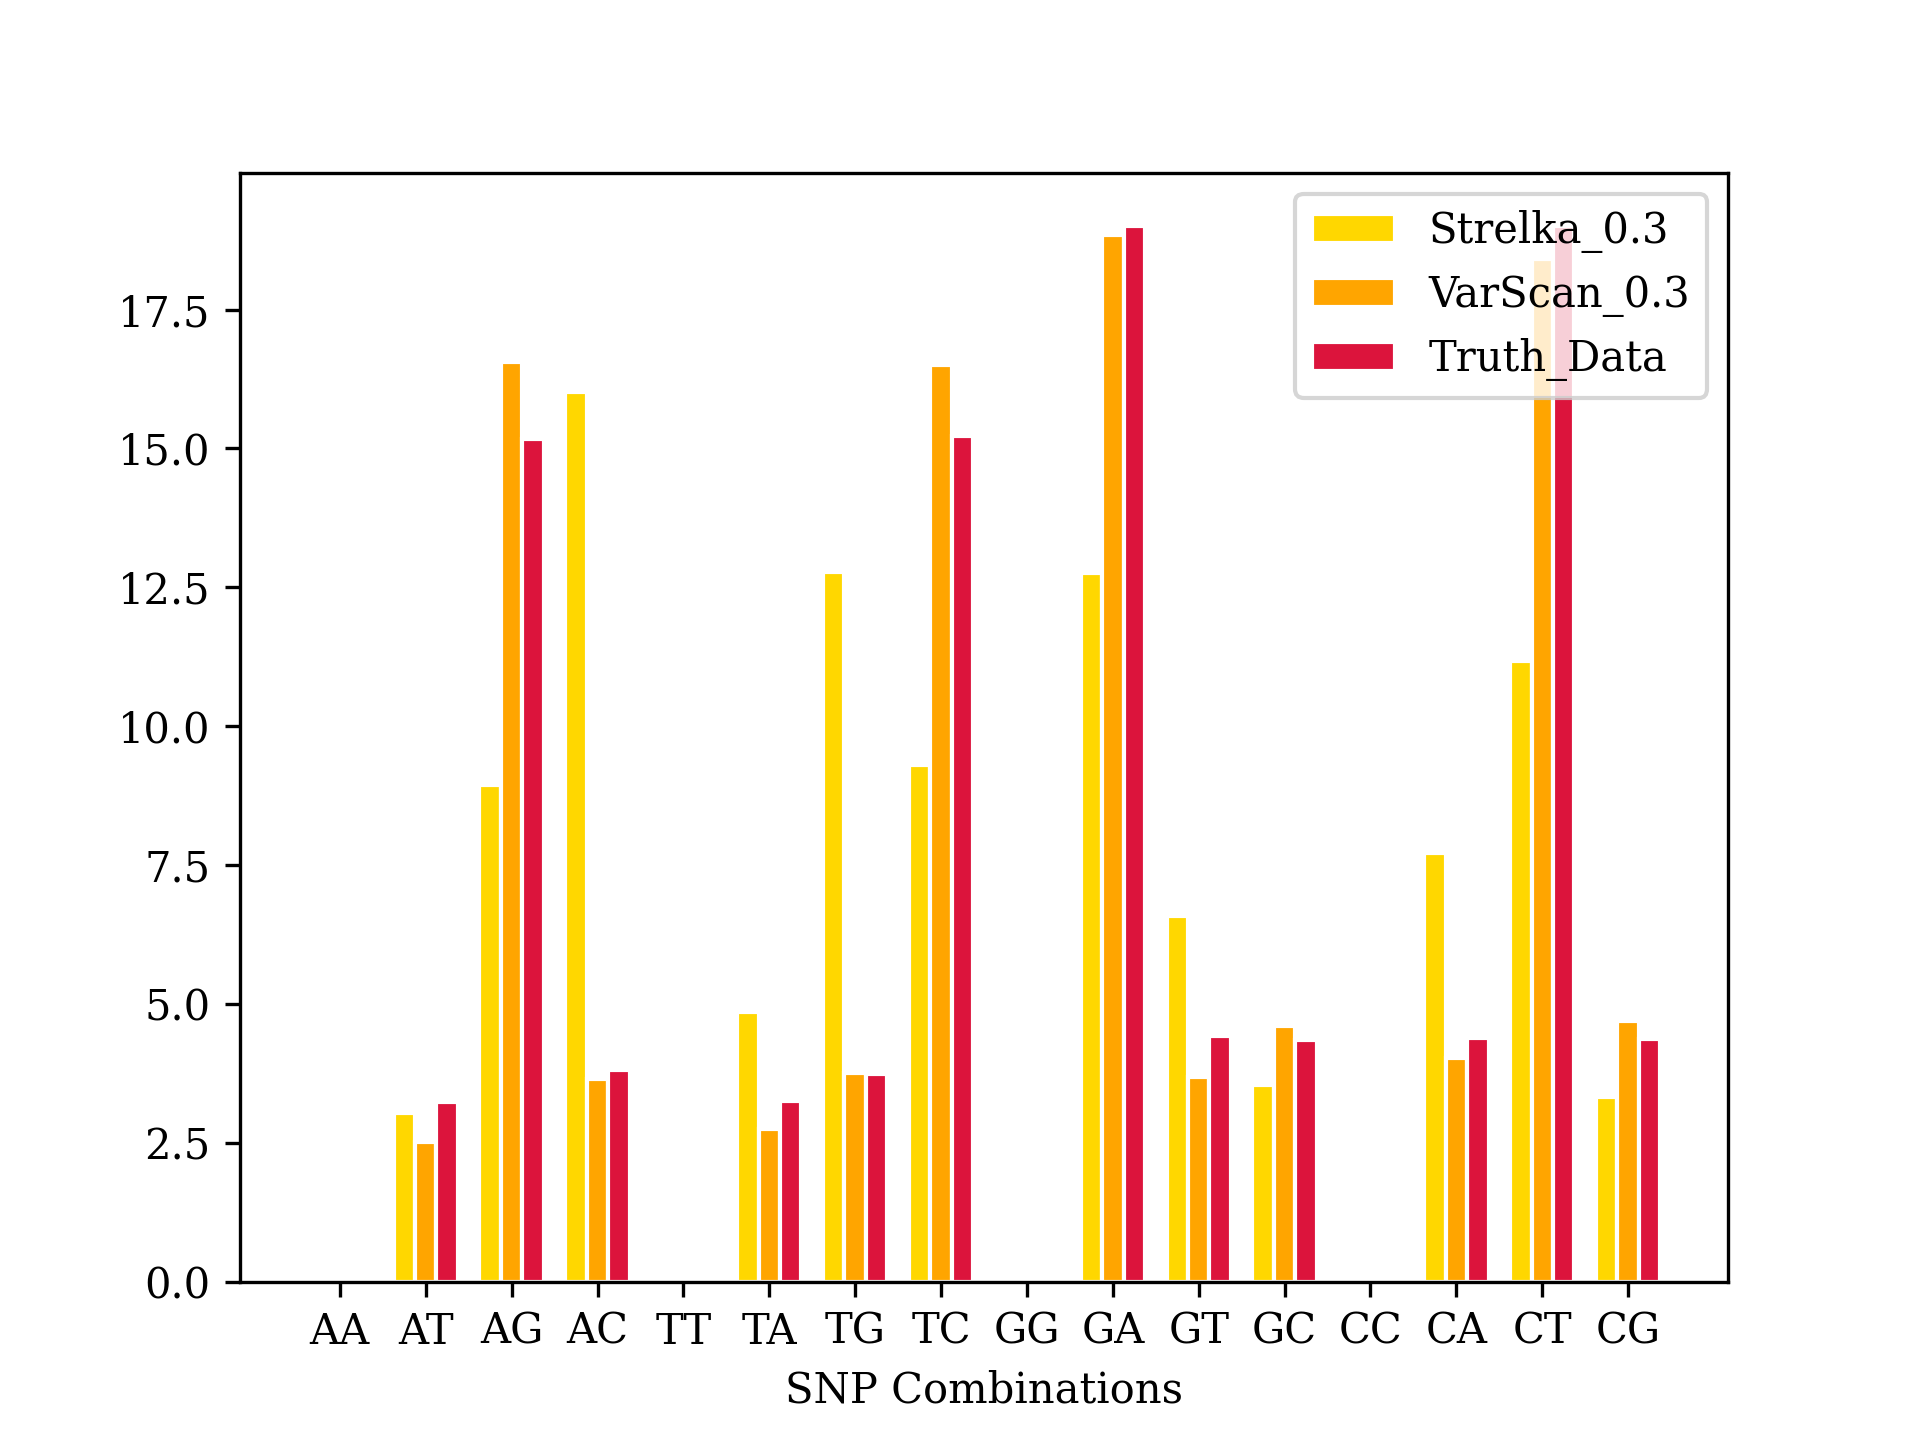 Strelka_0.3
VarScan_0.3
Truth_Data
17.5
15.0
12.5
10.0
7.5
5.0
2.5
0.0
AA AT AG AC TT TA TG TC GG GA GT GC CC CA CT CG
SNP Combinations